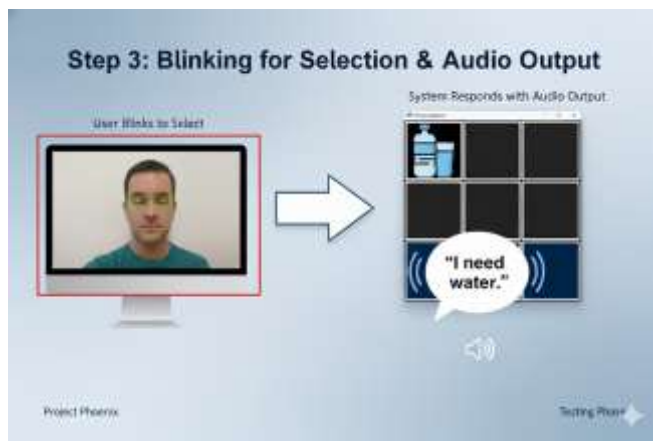 Step 3: Blinking for Selection & Audio Output
System Responds with Audio Output
User Blinks to Select
"I need
water."
Project Phoenix
Testing